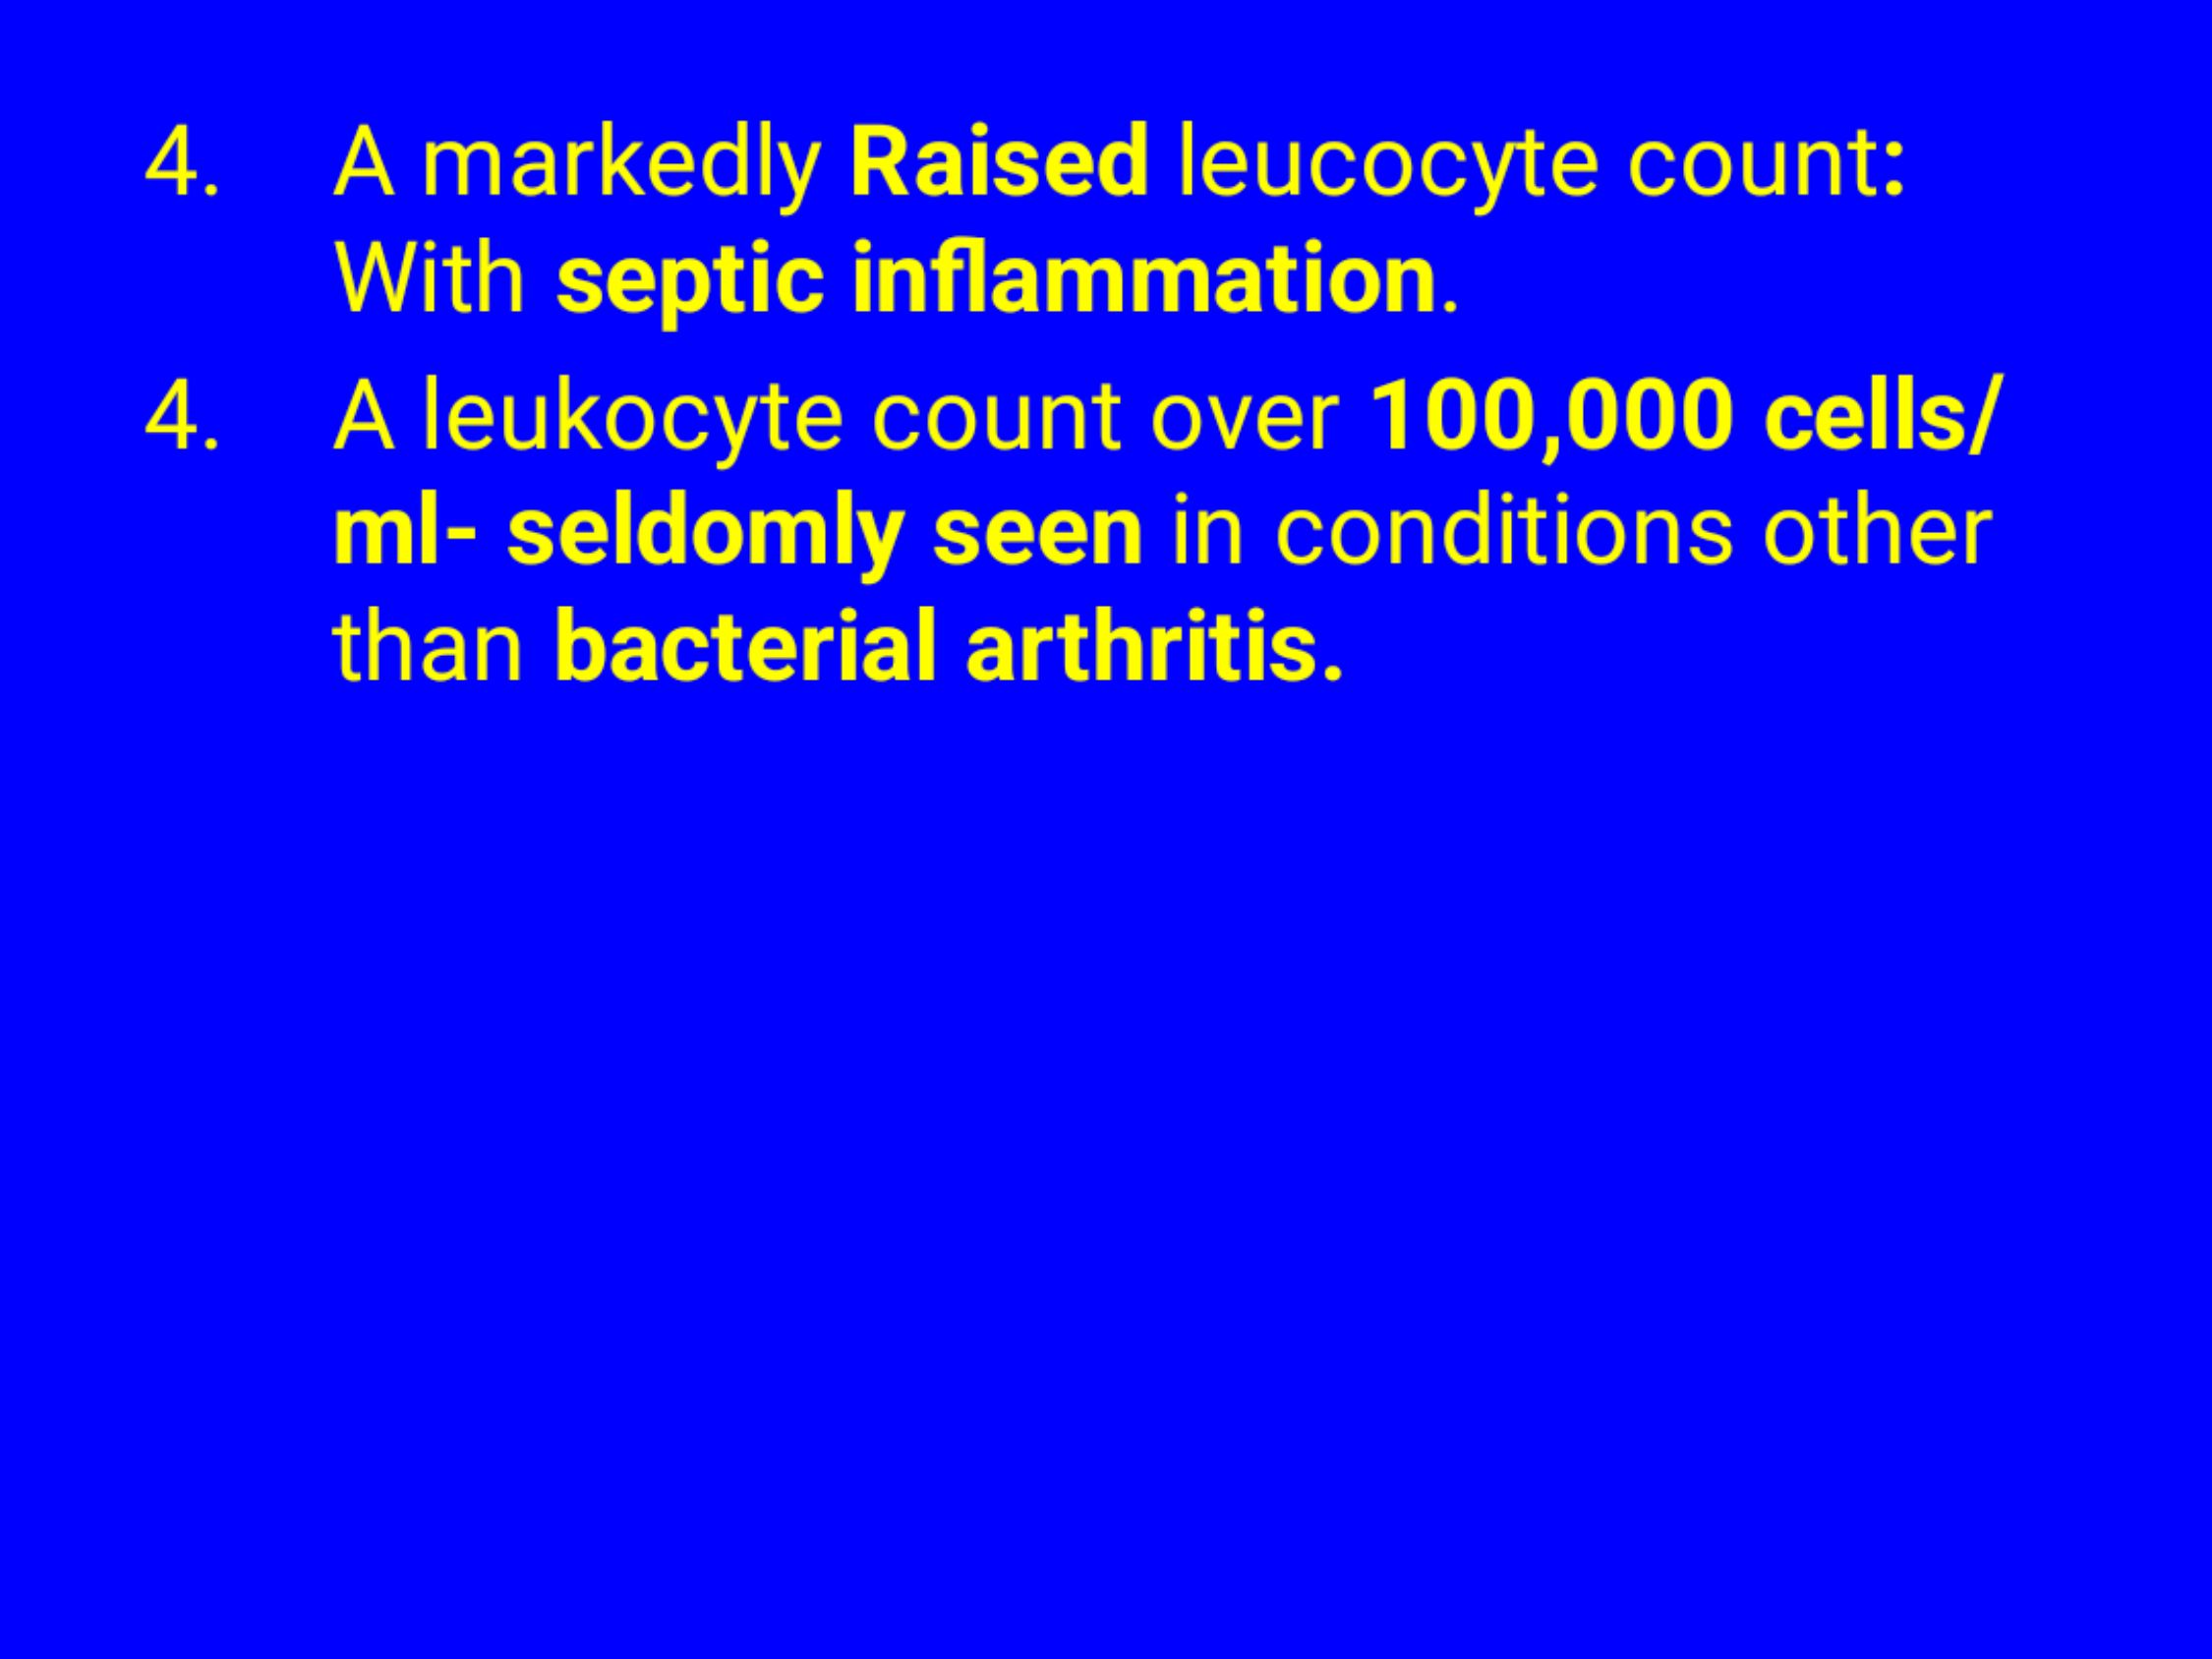 4. A markedly Raised leucocyte count:
With septic inflammation.
4. A leukocyte count over 100,000 cells/
ml- seldomly seen in conditions other
than bacterial arthritis.